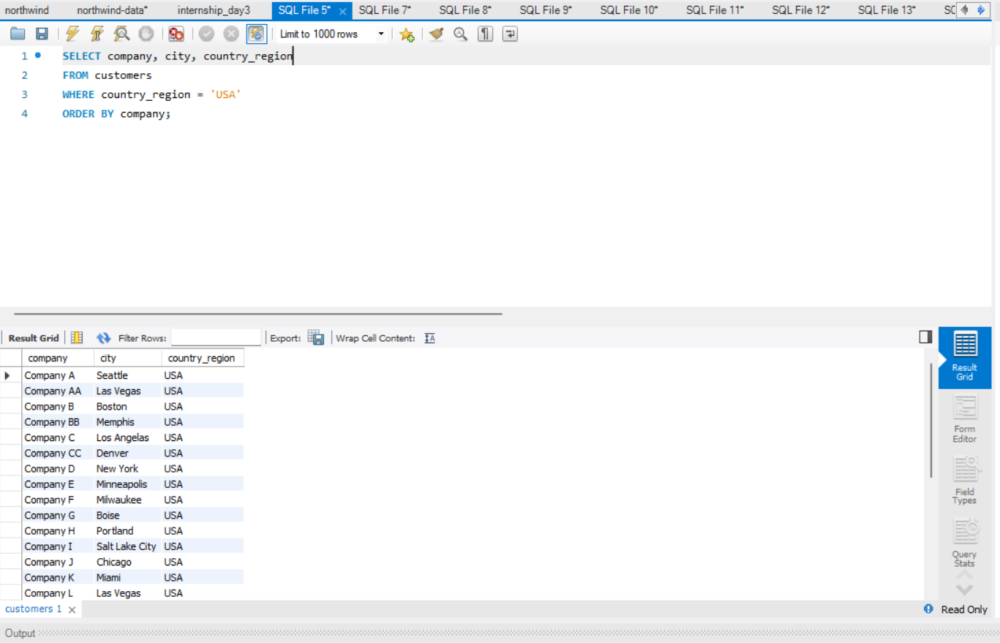 northwind northwind-data* internship_day3 SQL File 5* SQL File 7* SQL File 8* SQL File 9* SQL File 10* SQL File 11* SQL File 12* SQL File 13*
Limit to 1000 rows
1 SELECT company, city, country_region
2 FROM customers
3 WHERE country_region = 'USA'
4 ORDER BY company;
Result Grid Filter Rows: Export: Wrap Cell Content:
company city country_region
Company A Seattle USA
Company AA Las Vegas USA
Company B Boston USA
Company BB Memphis USA
Company C Los Angelas USA
Company CC Denver USA
Company D New York USA
Company E Minneapolis USA
Company F Milwaukee USA
Company G Boise USA
Company H Portland USA
Company I Salt Lake City USA
Company J Chicago USA
Company K Miami USA
Company L Las Vegas USA
Result
Grid
Form
Editor
Field
Types
Query
Stats
customers 1 Read Only
Output